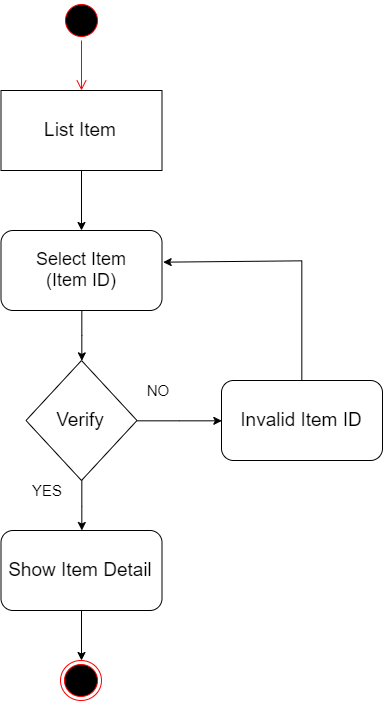 List Item
Select Item
(Item ID)
NO
Verify
Invalid Item ID
YES
Show Item Detail